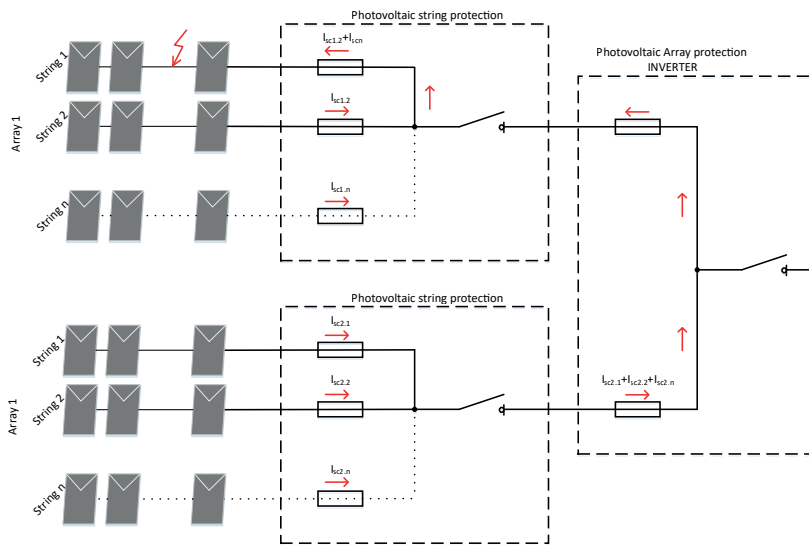 Photovoltaic string protection
Isc1.2+Iscn
String 1
Isc1.2
String 2
Array 1
Isc1.n
String n
Photovoltaic Array protection
INVERTER
Photovoltaic string protection
Isc2.1
String 1
Isc2.2
String 2
Array 1
Isc2.n
String n
Isc2.1+Isc2.2+Isc2.n